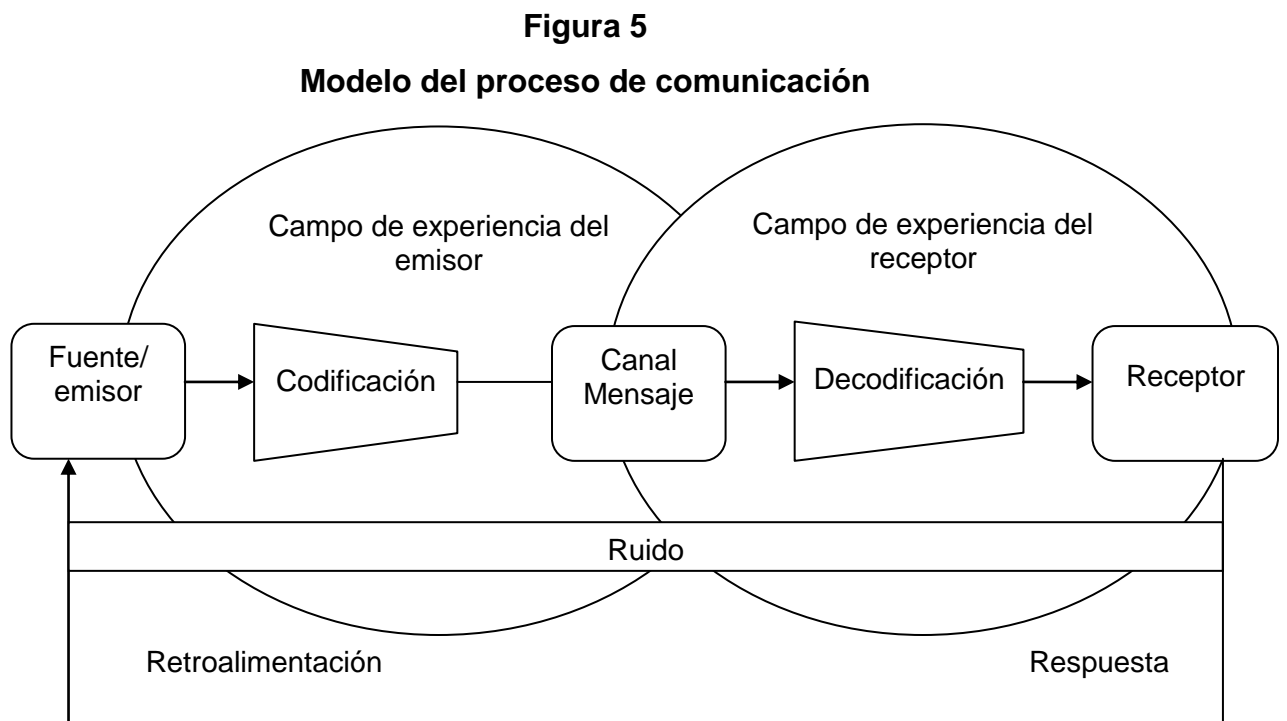 Figura 5
Modelo del proceso de comunicación
Campo de experiencia del
emisor
Campo de experiencia del
receptor
Fuente/
emisor
Codificación
Canal
Mensaje
Decodificación
Receptor
Ruido
Retroalimentación
Respuesta